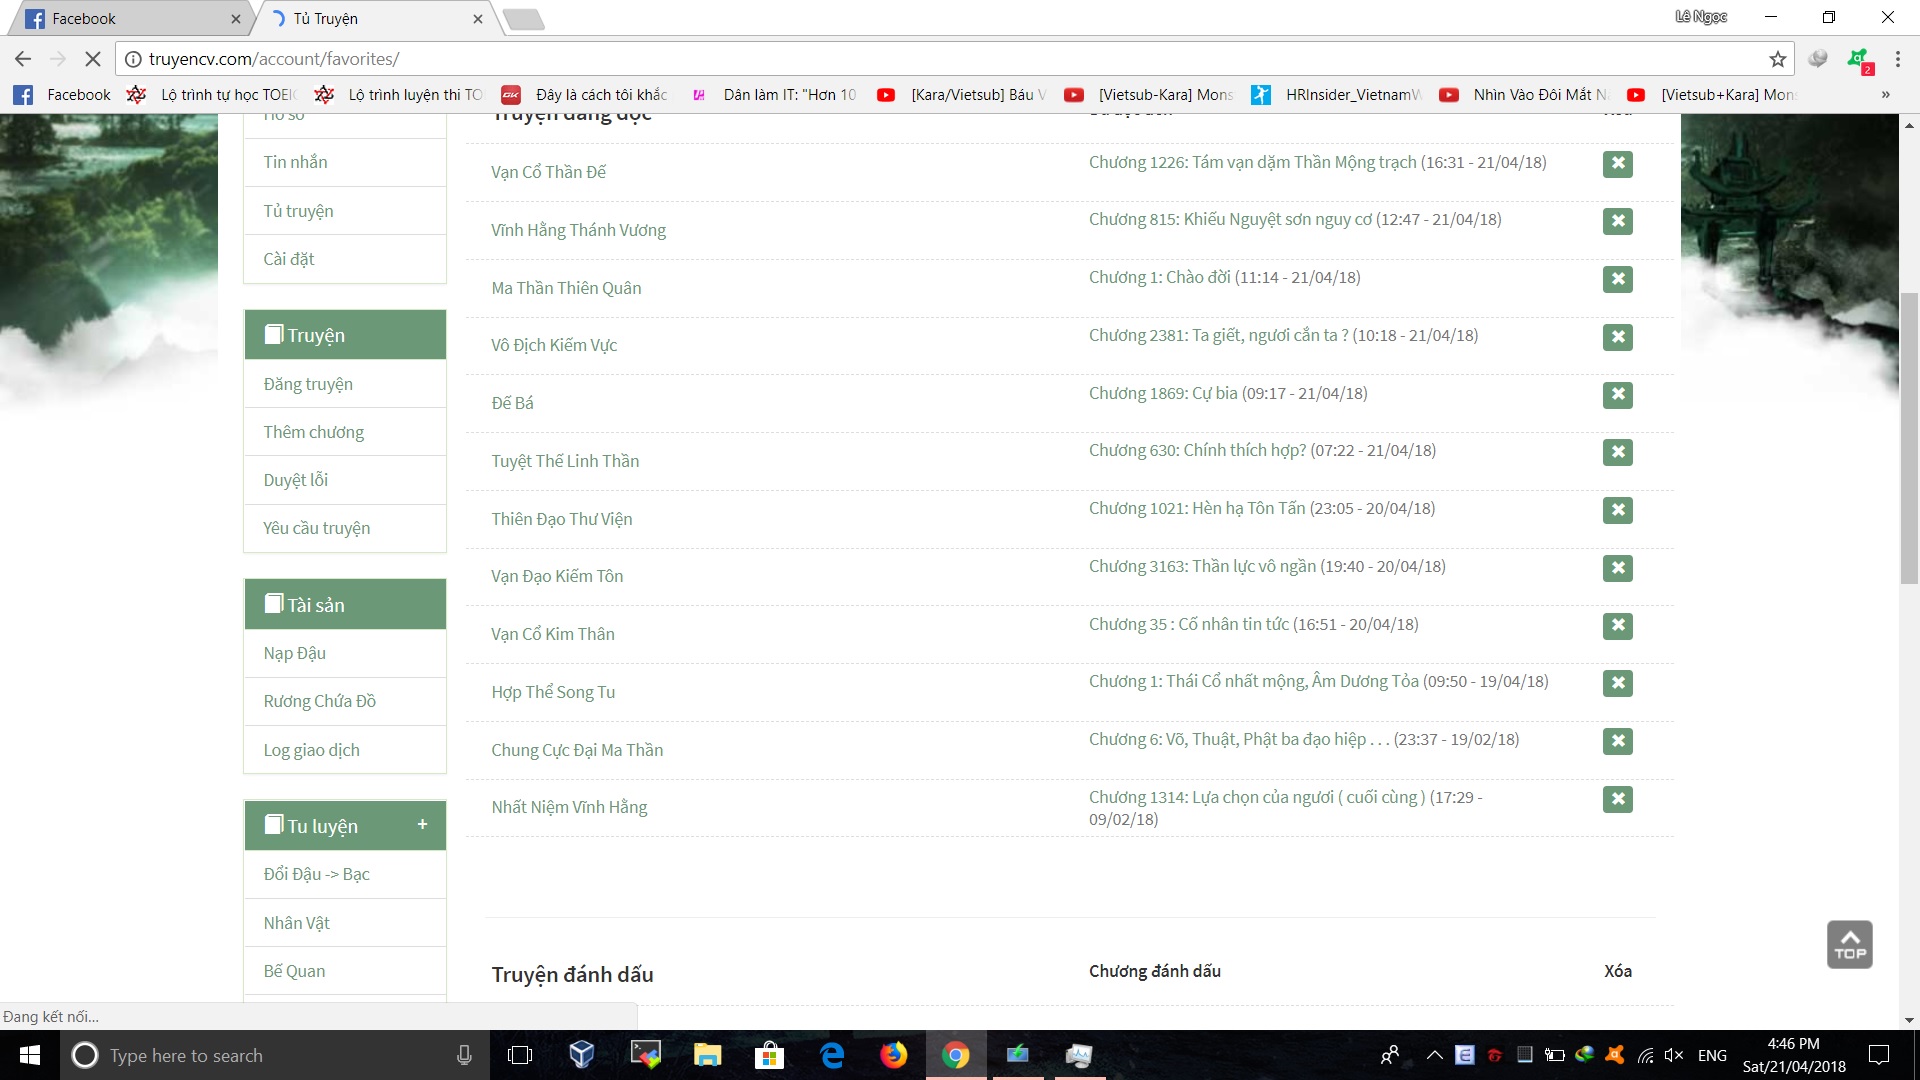 Facebook
Tủ Truyện
Lê Ngọc
truyencv.com/account/favorites/
2
Facebook
Lộ trình tự học TOEIC
Lộ trình luyện thi TO
Đây là cách tôi khắc
Dân làm IT: "Hơn 10
[Kara/Vietsub] Báu V
[Vietsub-Kara] Mons
HRInsider_VietnamW
Nhìn Vào Đôi Mắt N
[Vietsub+Kara] Mons
»
Hồ sơ
Tin nhắn
Tủ truyện
Cài đặt
Truyện
Đăng truyện
Thêm chương
Duyệt lỗi
Yêu cầu truyện
Tài sản
Nạp Đậu
Rương Chứa Đồ
Log giao dịch
Tu luyện +
Đổi Đậu -> Bạc
Nhân Vật
Bế Quan
Truyện đang đọc
Vạn Cổ Thần Đế
Chương 1226: Tám vạn dặm Thần Mộng trạch (16:31 - 21/04/18)
Vĩnh Hằng Thánh Vương
Chương 815: Khiếu Nguyệt sơn nguy cơ (12:47 - 21/04/18)
Ma Thần Thiên Quân
Chương 1: Chào đời (11:14 - 21/04/18)
Vô Địch Kiếm Vực
Chương 2381: Ta giết, ngươi cắn ta ? (10:18 - 21/04/18)
Đế Bá
Chương 1869: Cự bia (09:17 - 21/04/18)
Tuyệt Thế Linh Thần
Chương 630: Chính thích hợp? (07:22 - 21/04/18)
Thiên Đạo Thư Viện
Chương 1021: Hèn hạ Tôn Tấn (23:05 - 20/04/18)
Vạn Đạo Kiếm Tôn
Chương 3163: Thần lực vô ngần (19:40 - 20/04/18)
Vạn Cổ Kim Thân
Chương 35 : Cố nhân tin tức (16:51 - 20/04/18)
Hợp Thể Song Tu
Chương 1: Thái Cổ nhất mộng, Âm Dương Tỏa (09:50 - 19/04/18)
Chung Cực Đại Ma Thần
Chương 6: Võ, Thuật, Phật ba đạo hiệp . . . (23:37 - 19/02/18)
Nhất Niệm Vĩnh Hằng
Chương 1314: Lựa chọn của ngươi ( cuối cùng ) (17:29 -
09/02/18)
Truyện đánh dấu
Chương đánh dấu
Xóa
TOP
Đang kết nối...
Type here to search
ENG
4:46 PM
Sat/21/04/2018